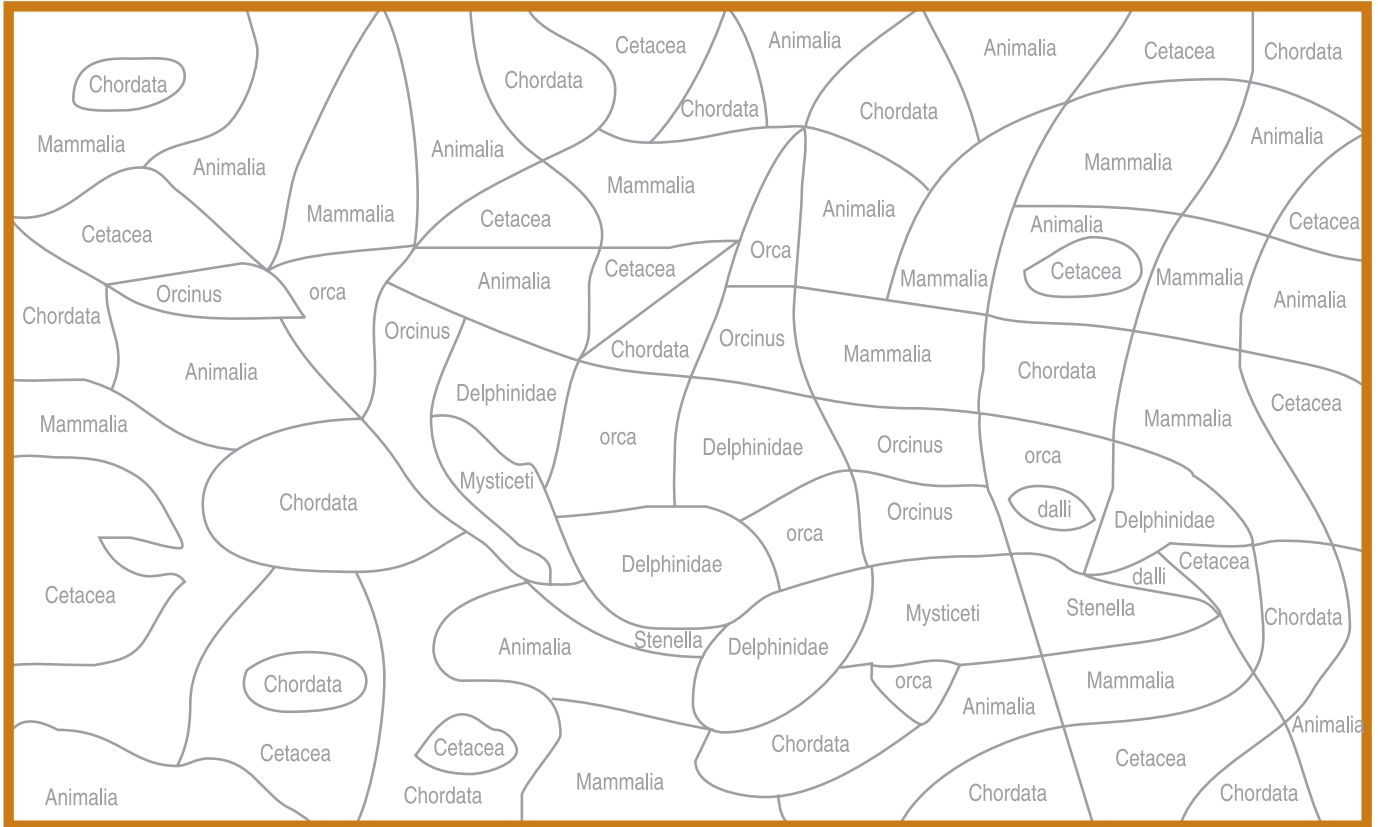 Cetacea
Animalia
Animalia
Cetacea
Chordata
Chordata
Chordata
Chordata
Chordata
Mammalia
Animalia
Animalia
Animalia
Mammalia
Mammalia
Mammalia
Cetacea
Cetacea
Animalia
Animalia
Cetacea
Orca
Cetacea
Animalia
Cetacea
Mammalia
Mammalia
Orcinus
orca
Animalia
Chordata
Orcinus
Chordata
Orcinus
Mammalia
Animalia
Animalia
Delphinidae
Chordata
Cetacea
Mammalia
orca
Delphinidae
Orcinus
orca
Mammalia
Chordata
Mysticeti
dalli
Orcinus
Delphinidae
orca
Delphinidae
Cetacea
dalli
Cetacea
Mysticeti
Stenella
Chordata
Animalia
Stenella
Delphinidae
Chordata
orca
Mammalia
Animalia
Animalia
Cetacea
Cetacea
Chordata
Cetacea
Mammalia
Animalia
Chordata
Chordata
Chordata